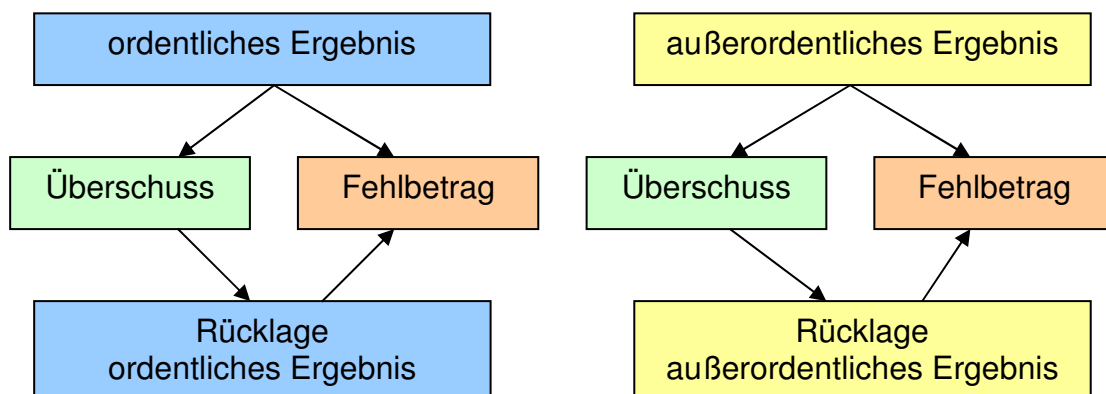 ordentliches Ergebnis
außerordentliches Ergebnis
Überschuss
Fehlbetrag
Überschuss
Fehlbetrag
Rücklage
ordentliches Ergebnis
Rücklage
außerordentliches Ergebnis